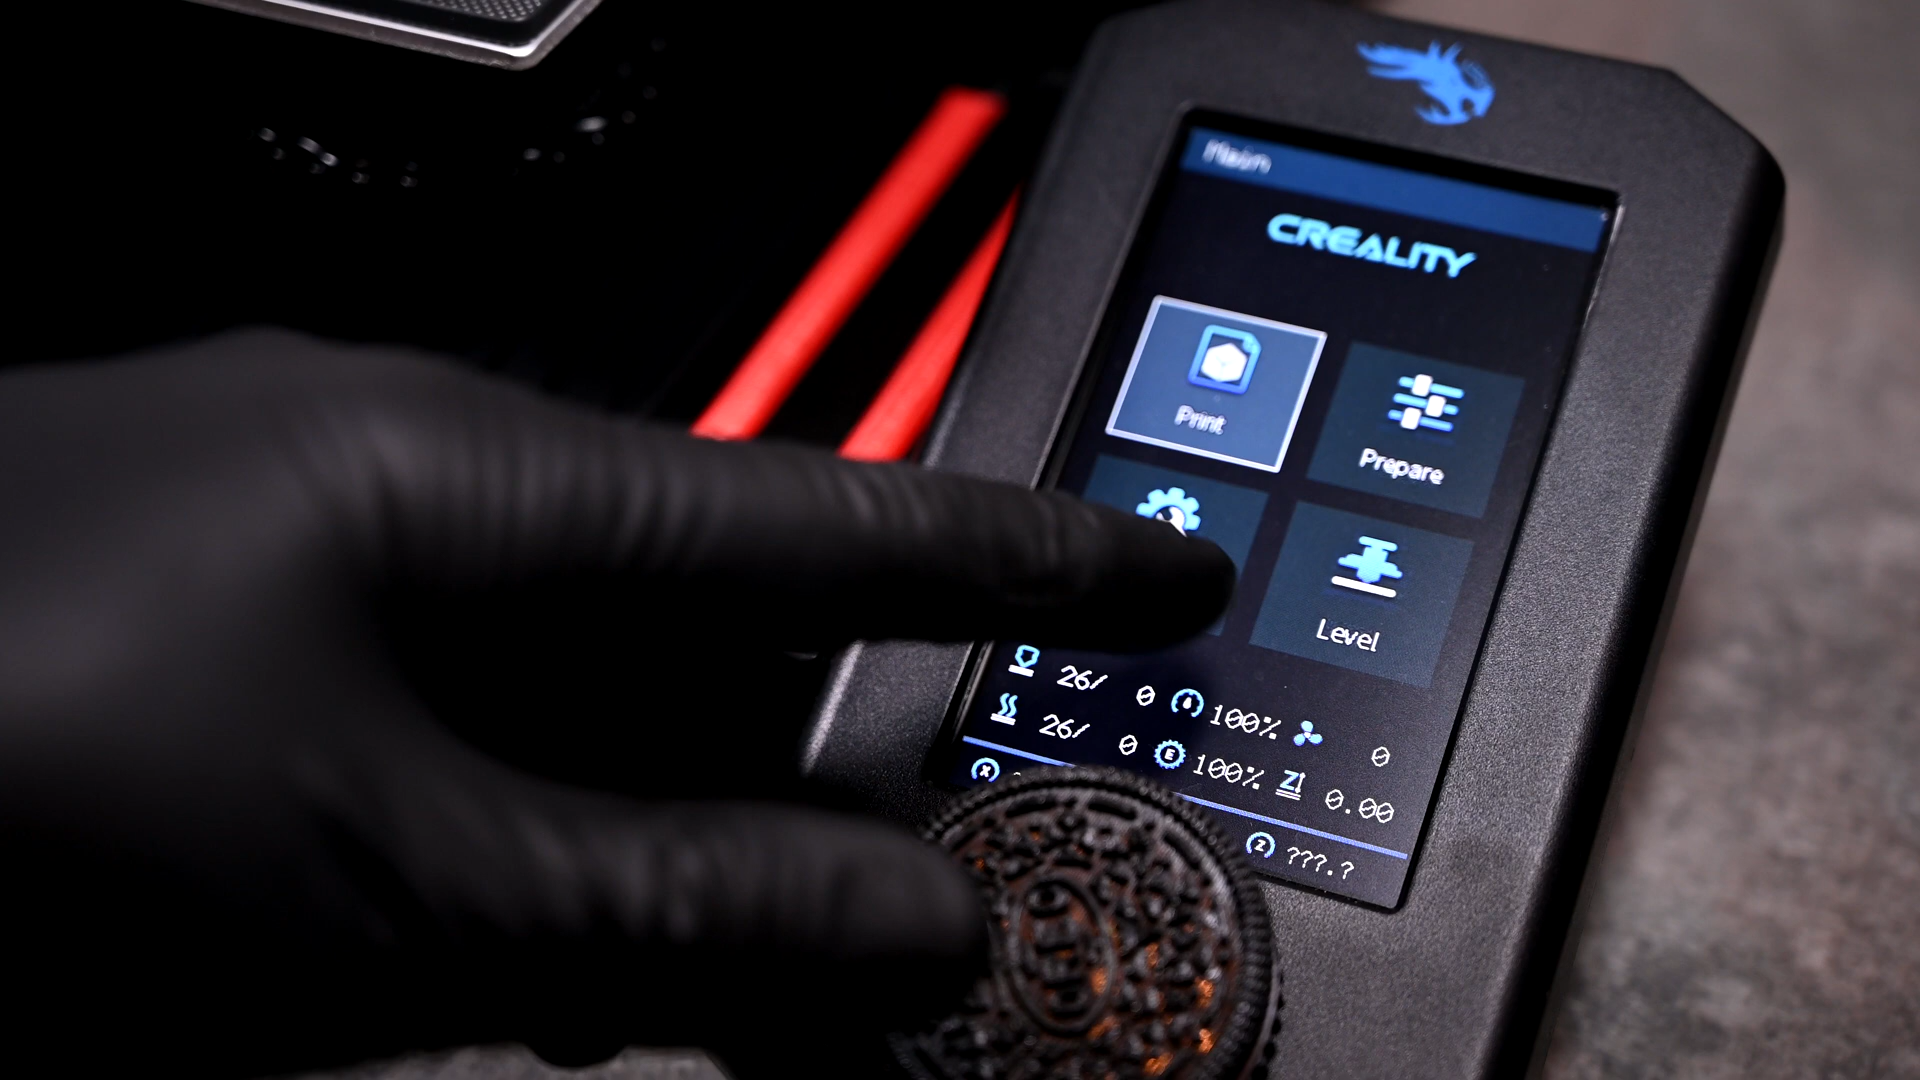 Main
CREALITY
Print
Prepare
Level
26/ 0 100% 0
26/ 0 E 100% Z 0.00
X
Z ???.?